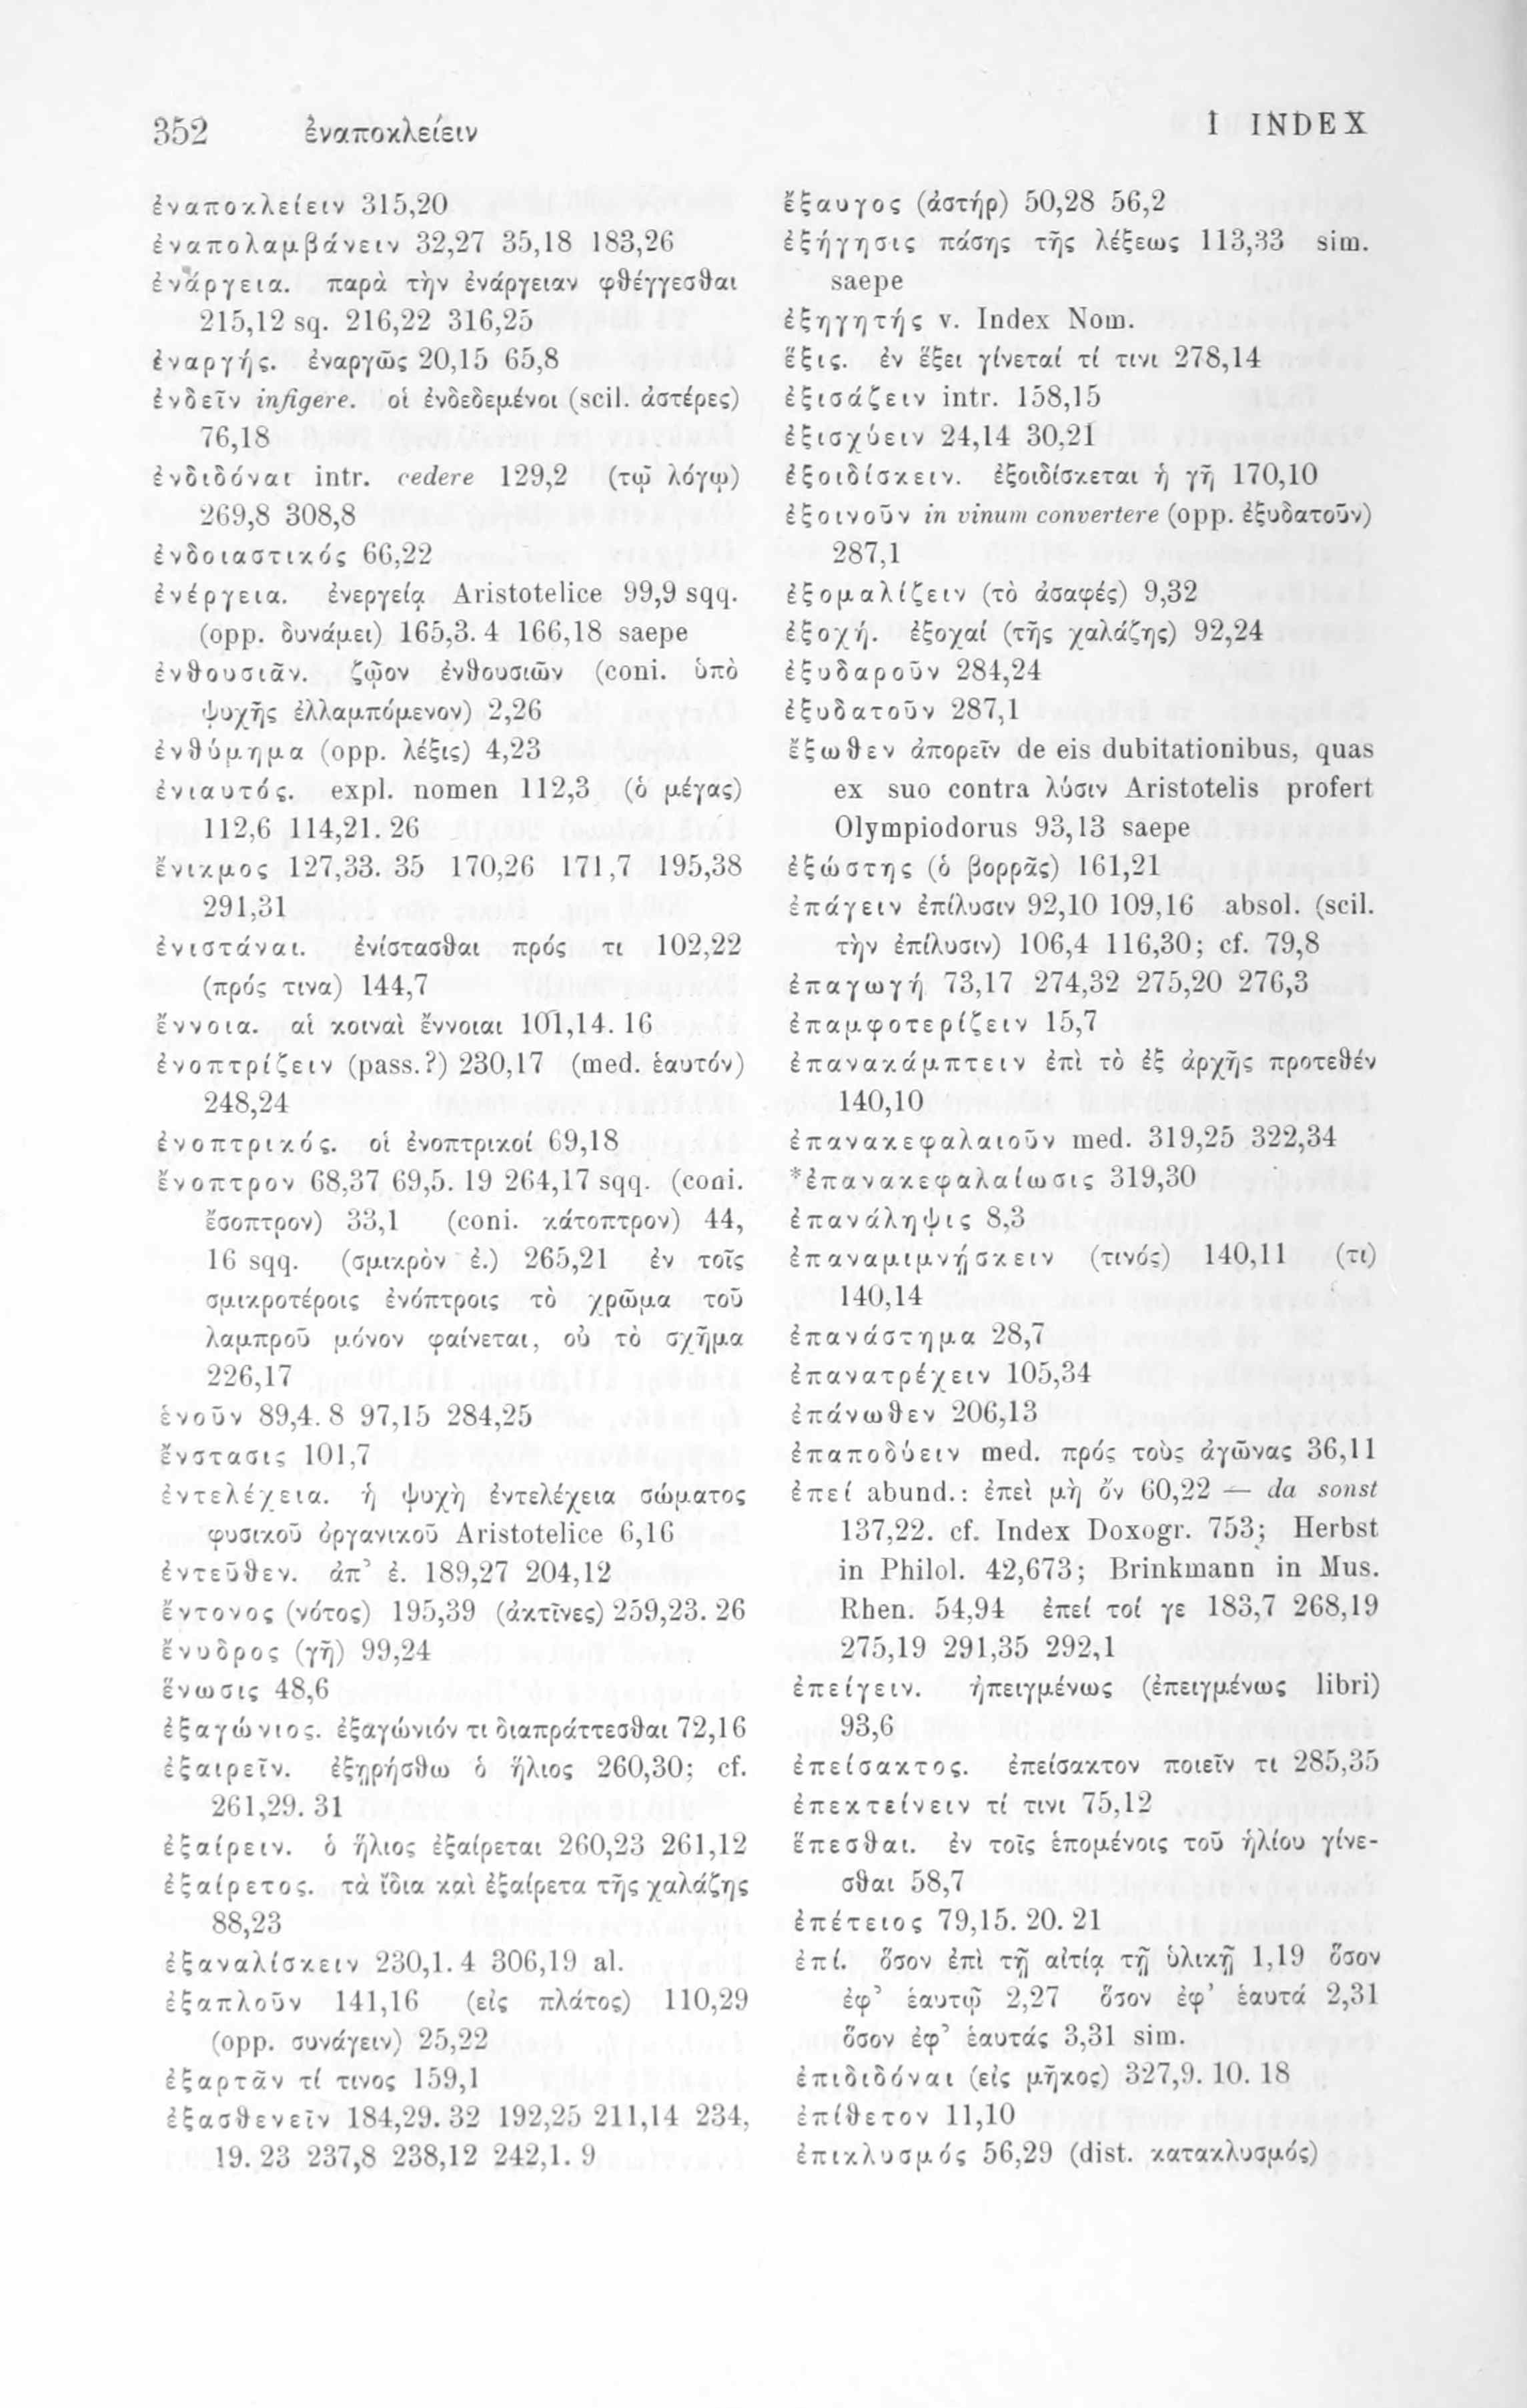 352 ἐναποκλείειν I INDEX
ἐναποκλείειν 315,20
ἐναπολαμβάνειν 32,27 35,18 183,26
ἐνάργεια. παρὰ τὴν ἐνάργειαν φθέγγεσθαι
215,12 sq. 216,22 316,25
ἐναργής. ἐναργῶς 20,15 65,8
ἐνδεῖν infigere. οἱ ἐνδεδεμένοι (scil. ἀστέρες)
76,18
ἐνδιδόναι intr. cedere 129,2 (τῷ λόγῳ)
269,8 308,8
ἐνδοιαστικός 66,22
ἐνέργεια. ἐνεργείᾳ Aristotelice 99,9 sqq.
(opp. δυνάμει) 165,3. 4 166,18 saepe
ἐνθουσιᾶν. ζῷον ἐνθουσιῶν (coni. ὑπὸ
ψυχῆς ἐλλαμπόμενον) 2,26
ἐνθύμημα (opp. λέξις) 4,23
ἐνιαυτός. expl. nomen 112,3 (ὁ μέγας)
112,6 114,21. 26
ἔνικμος 127,33. 35 170,26 171,7 195,38
291,31
ἐνιστάναι. ἐνίστασθαι πρός τι 102,22
(πρός τινα) 144,7
ἔννοια. αἱ κοιναὶ ἔννοιαι 101,14. 16
ἐνοπτρίζειν (pass.?) 230,17 (med. ἑαυτόν)
248,24
ἐνοπτρικός. οἱ ἐνοπτρικοί 69,18
ἔνοπτρον 68,37 69,5. 19 264,17 sqq. (coni.
ἔσοπτρον) 33,1 (coni. κάτοπτρον) 44,
16 sqq. (σμικρὸν ἐ.) 265,21 ἐν τοῖς
σμικροτέροις ἐνόπτροις τὸ χρῶμα τοῦ
λαμπροῦ μόνον φαίνεται, οὐ τὸ σχῆμα
226,17
ἑνοῦν 89,4. 8 97,15 284,25
ἔνστασις 101,7
ἐντελέχεια. ἡ ψυχὴ ἐντελέχεια σώματος
φυσικοῦ ὀργανικοῦ Aristotelice 6,16
ἐντεῦθεν. ἀπ’ ἐ. 189,27 204,12
ἔντονος (νότος) 195,39 (ἀκτῖνες) 259,23. 26
ἔνυδρος (γῆ) 99,24
ἕνωσις 48,6
ἐξαγώνιος. ἐξαγώνιόν τι διαπράττεσθαι 72,16
ἐξαιρεῖν. ἐξῃρήσθω ὁ ἥλιος 260,30; cf.
261,29. 31
ἐξαίρειν. ὁ ἥλιος ἐξαίρεται 260,23 261,12
ἐξαίρετος. τὰ ἴδια καὶ ἐξαίρετα τῆς χαλάζης
88,23
ἐξαναλίσκειν 230,1. 4 306,19 al.
ἐξαπλοῦν 141,16 (εἰς πλάτος) 110,29
(opp. συνάγειν) 25,22
ἐξαρτᾶν τί τινος 159,1
ἐξασθενεῖν 184,29. 32 192,25 211,14 234,
19. 23 237,8 238,12 242,1. 9
ἔξαυγος (ἀστήρ) 50,28 56,2
ἐξήγησις πάσης τῆς λέξεως 113,33 sim.
saepe
ἐξηγητής v. Index Nom.
ἕξις. ἐν ἕξει γίνεταί τί τινι 278,14
ἐξισάζειν intr. 158,15
ἐξισχύειν 24,14 30,21
ἐξοιδίσκειν. ἐξοιδίσκεται ἡ γῆ 170,10
ἐξοινοῦν in vinum convertere (opp. ἐξυδατοῦν)
287,1
ἐξομαλίζειν (τὸ ἀσαφές) 9,32
ἐξοχή. ἐξοχαί (τῆς χαλάζης) 92,24
ἐξυδαροῦν 284,24
ἐξυδατοῦν 287,1
ἔξωθεν ἀπορεῖν de eis dubitationibus, quas
ex suo contra λύσιν Aristotelis profert
Olympiodorus 93,13 saepe
ἐξώστης (ὁ βορρᾶς) 161,21
ἐπάγειν ἐπίλυσιν 92,10 109,16 absol. (scil.
τὴν ἐπίλυσιν) 106,4 116,30; cf. 79,8
ἐπαγωγή 73,17 274,32 275,20 276,3
ἐπαμφοτερίζειν 15,7
ἐπανακάμπτειν ἐπὶ τὸ ἐξ ἀρχῆς προτεθέν
140,10
ἐπανακεφαλαιοῦν med. 319,25 322,34
*ἐπανακεφαλαίωσις 319,30
ἐπανάληψις 8,3
ἐπαναμιμνῄσκειν (τινός) 140,11 (τι)
140,14
ἐπανάστημα 28,7
ἐπανατρέχειν 105,34
ἐπάνωθεν 206,13
ἐπαποδύειν med. πρός τοὺς ἀγῶνας 36,11
ἐπεί abund.: ἐπεὶ μὴ ὄν 60,22 — da sonst
137,22. cf. Index Doxogr. 753; Herbst
in Philol. 42,673; Brinkmann in Mus.
Rhen. 54,94 ἐπεί τοί γε 183,7 268,19
275,19 291,35 292,1
ἐπείγειν. ἠπειγμένως (ἐπειγμένως libri)
93,6
ἐπείσακτος. ἐπείσακτον ποιεῖν τι 285,35
ἐπεκτείνειν τί τινι 75,12
ἕπεσθαι. ἐν τοῖς ἑπομένοις τοῦ ἡλίου γίνε-
σθαι 58,7
ἐπέτειος 79,15. 20. 21
ἐπί. ὅσον ἐπὶ τῇ αἰτίᾳ τῇ ὑλικῇ 1,19 ὅσον
ἐφ’ ἑαυτῷ 2,27 ὅσον ἐφ’ ἑαυτά 2,31
ὅσον ἐφ’ ἑαυτάς 3,31 sim.
ἐπιδιδόναι (εἰς μῆκος) 327,9. 10. 18
ἐπίθετον 11,10
ἐπικλυσμός 56,29 (dist. κατακλυσμός)